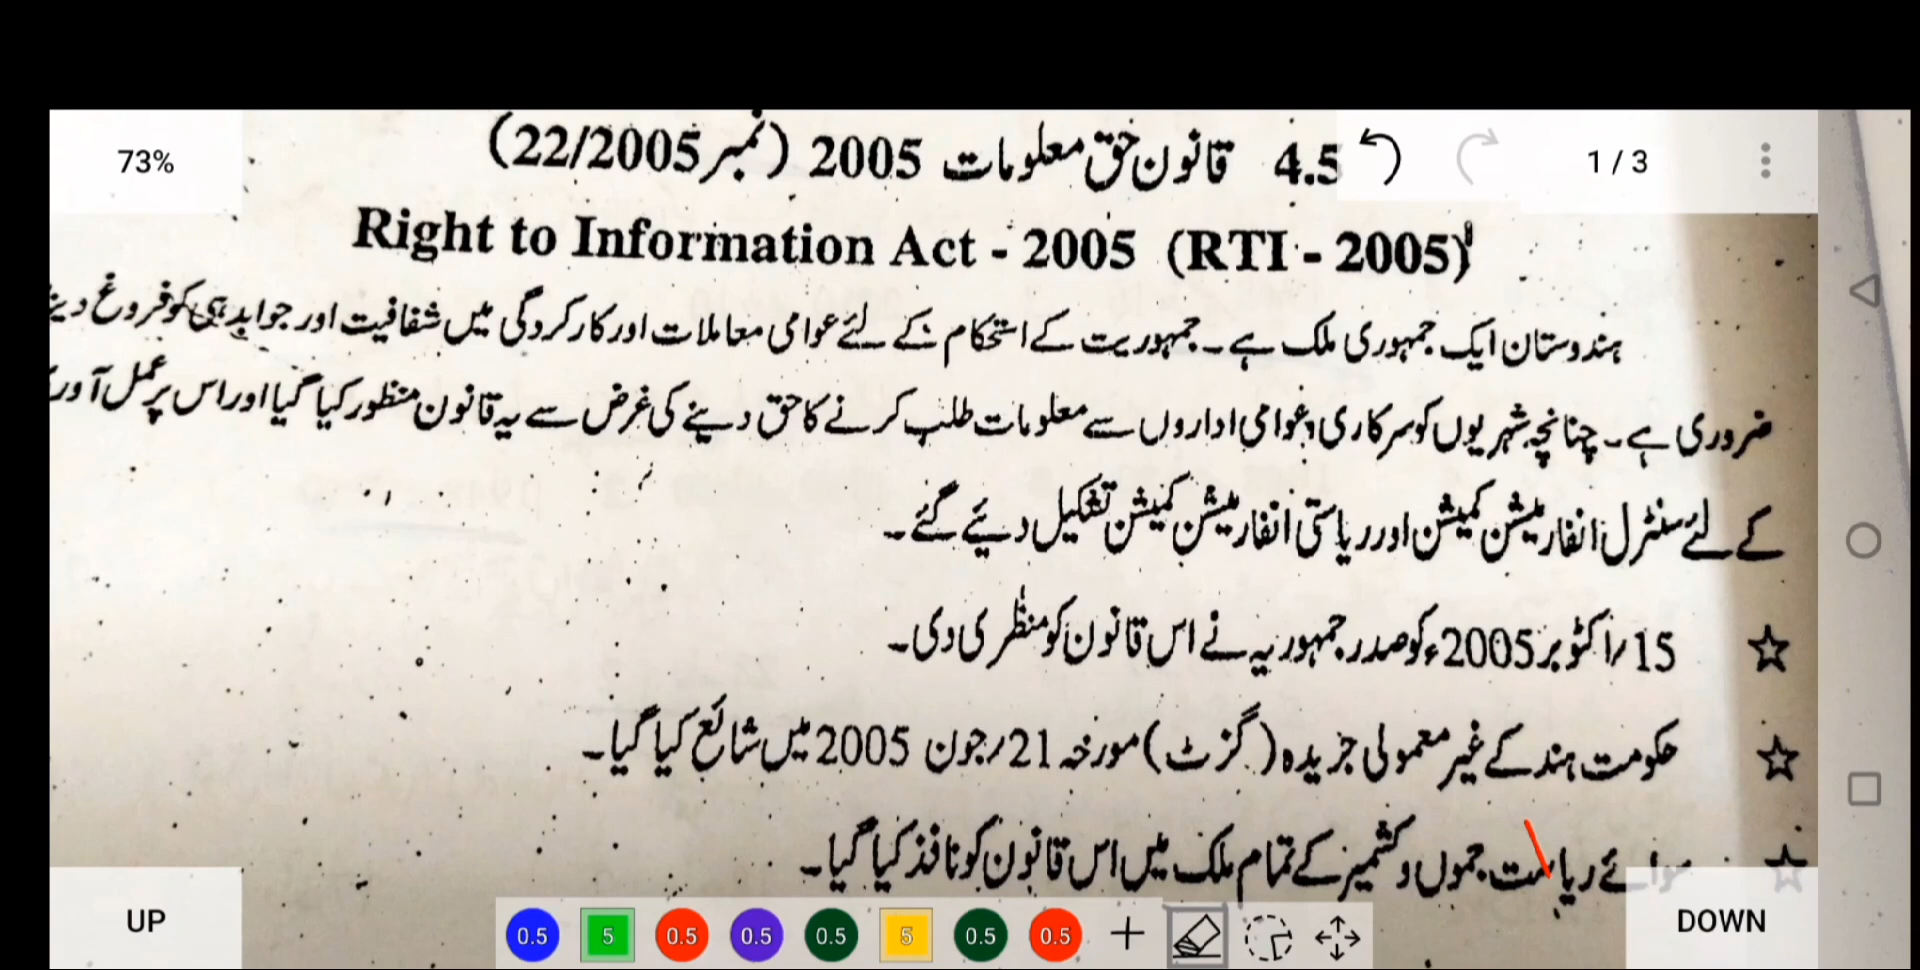 73%
4.5 قانون حق معلومات 2005 (نمبر 22/2005)
1 / 3
Right to Information Act - 2005 (RTI - 2005)
ہندوستان ایک جمہوری ملک ہے۔ جمہوریت کے استحکام کے لئے عوامی معاملات اور کارکردگی میں شفافیت اور جوابدہی کو فروغ دینا
ضروری ہے۔ چنانچہ شہریوں کو سرکاری و عوامی اداروں سے معلومات طلب کرنے کا حق دینے کی غرض سے یہ قانون منظور کیا گیا اور اس پر عمل آوری
کے لئے سنٹرل انفارمیشن کمیشن اور ریاستی انفارمیشن کمیشن تشکیل دیئے گئے۔
15/اکٹوبر 2005ء کو صدر جمہوریہ نے اس قانون کو منظری دی۔
حکومت ہند کے غیر معمولی جریدہ (گزٹ) مورخہ 21/جون 2005 میں شائع کیا گیا۔
سوائے ریاست جموں و کشمیر کے تمام ملک میں اس قانون کو نافذ کیا گیا۔
UP
0.5 5 0.5 0.5 0.5 5 0.5 0.5
DOWN